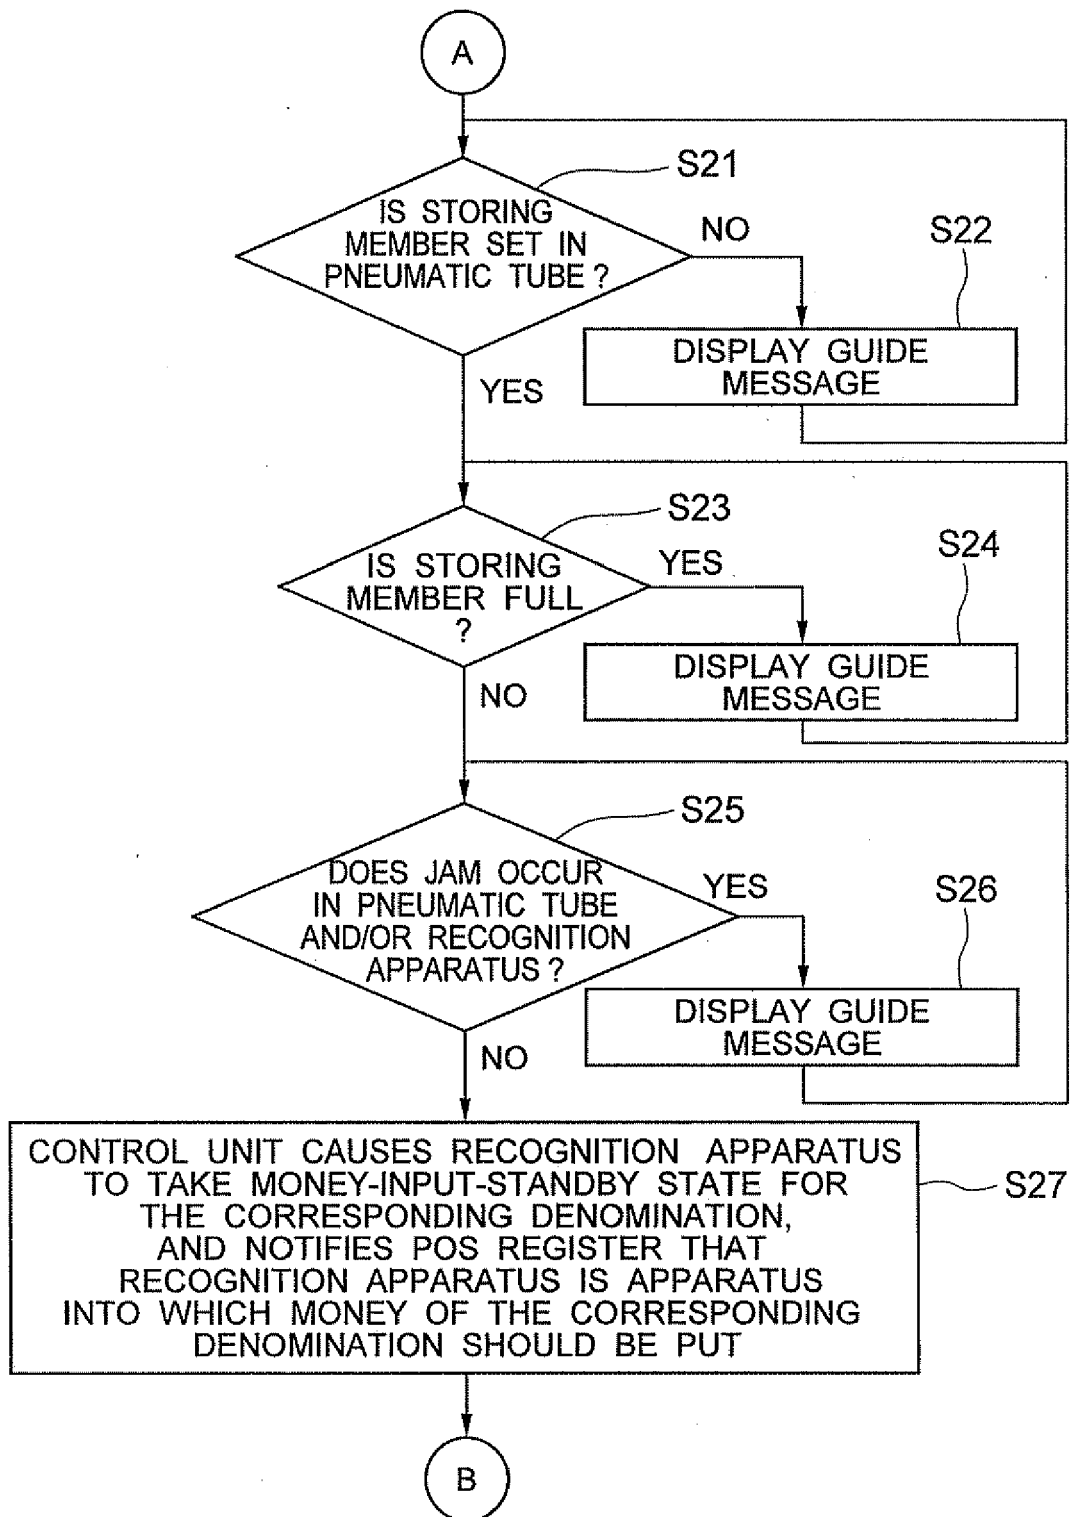 A
S21
IS STORING
MEMBER SET IN
PNEUMATIC TUBE?
NO
S22
DISPLAY GUIDE
MESSAGE
YES
S23
IS STORING
MEMBER FULL
?
YES
S24
DISPLAY GUIDE
MESSAGE
NO
S25
DOES JAM OCCUR
IN PNEUMATIC TUBE
AND/OR RECOGNITION
APPARATUS?
YES
S26
DISPLAY GUIDE
MESSAGE
NO
CONTROL UNIT CAUSES RECOGNITION APPARATUS
TO TAKE MONEY-INPUT-STANDBY STATE FOR
THE CORRESPONDING DENOMINATION,
AND NOTIFIES POS REGISTER THAT
RECOGNITION APPARATUS IS APPARATUS
INTO WHICH MONEY OF THE CORRESPONDING
DENOMINATION SHOULD BE PUT
S27
B